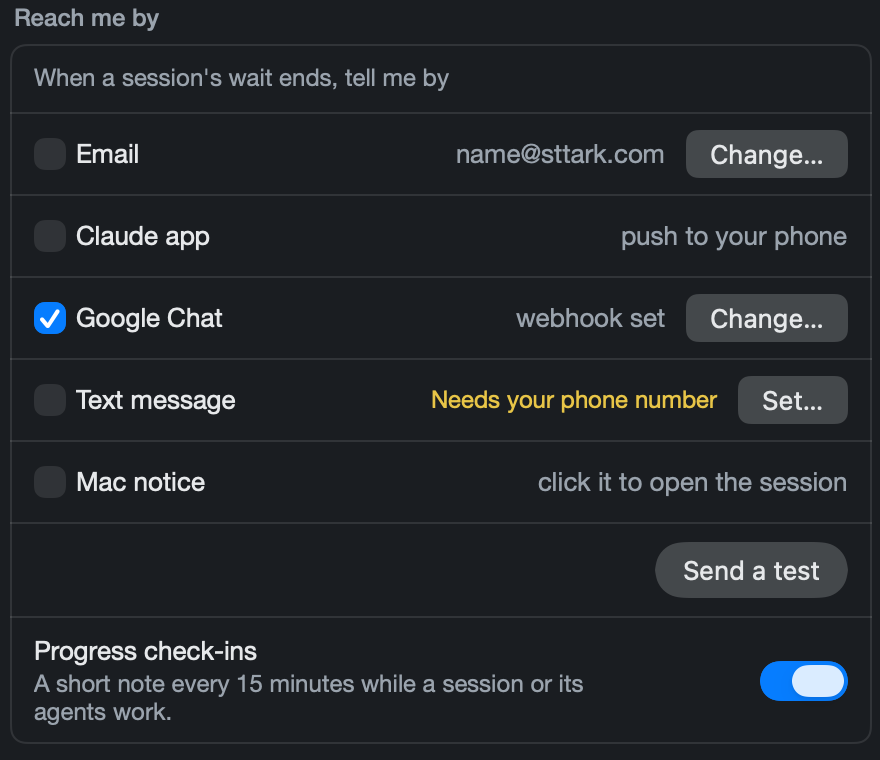 Reach me by
When a session's wait ends, tell me by
Email name@sttark.com Change...
Claude app push to your phone
Google Chat webhook set Change...
Text message Needs your phone number Set...
Mac notice click it to open the session
Send a test
Progress check-ins
A short note every 15 minutes while a session or its
agents work.